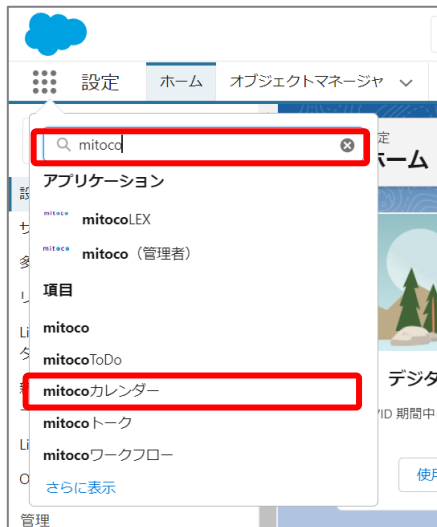 設定
ホーム
オブジェクトマネージャ
mitoco
定
ホーム
アプリケーション
mitoco mitocoLEX
mitoco mitoco（管理者）
項目
mitoco
mitocoToDo
mitocoカレンダー
mitocoトーク
mitocoワークフロー
さらに表示
デジタ
VID 期間中
使用
管理